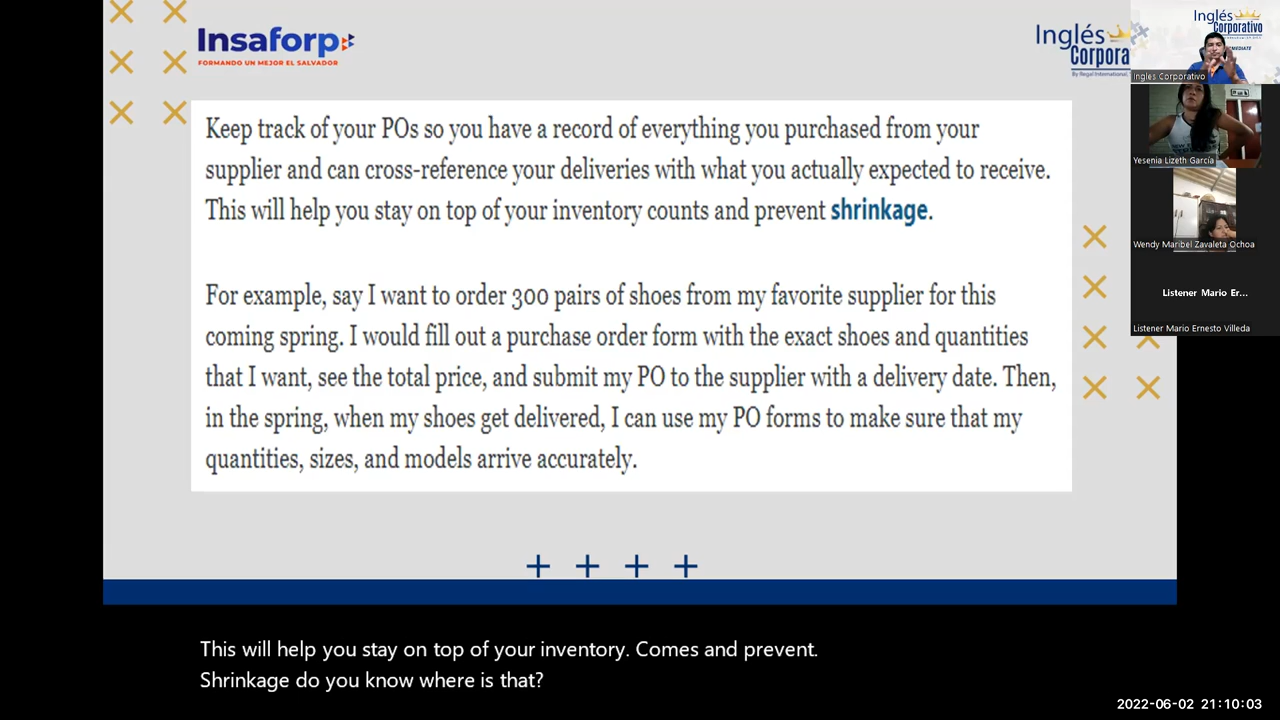 Insaforp
FORMANDO UN MEJOR EL SALVADOR
Inglés
Corpora
By Regal International,
Inglés
Corporativo
MEDIATE
Ingles Corporativo
Yesenia Lizeth García
Wendy Maribel Zavaleta Ochoa
Listener Mario Er...
Listener Mario Ernesto Villeda
Keep track of your POs so you have a record of everything you purchased from your
supplier and can cross-reference your deliveries with what you actually expected to receive.
This will help you stay on top of your inventory counts and prevent shrinkage.
For example, say I want to order 300 pairs of shoes from my favorite supplier for this
coming spring. I would fill out a purchase order form with the exact shoes and quantities
that I want, see the total price, and submit my PO to the supplier with a delivery date. Then,
in the spring, when my shoes get delivered, I can use my PO forms to make sure that my
quantities, sizes, and models arrive accurately.
This will help you stay on top of your inventory. Comes and prevent.
Shrinkage do you know where is that?
2022-06-02 21:10:03